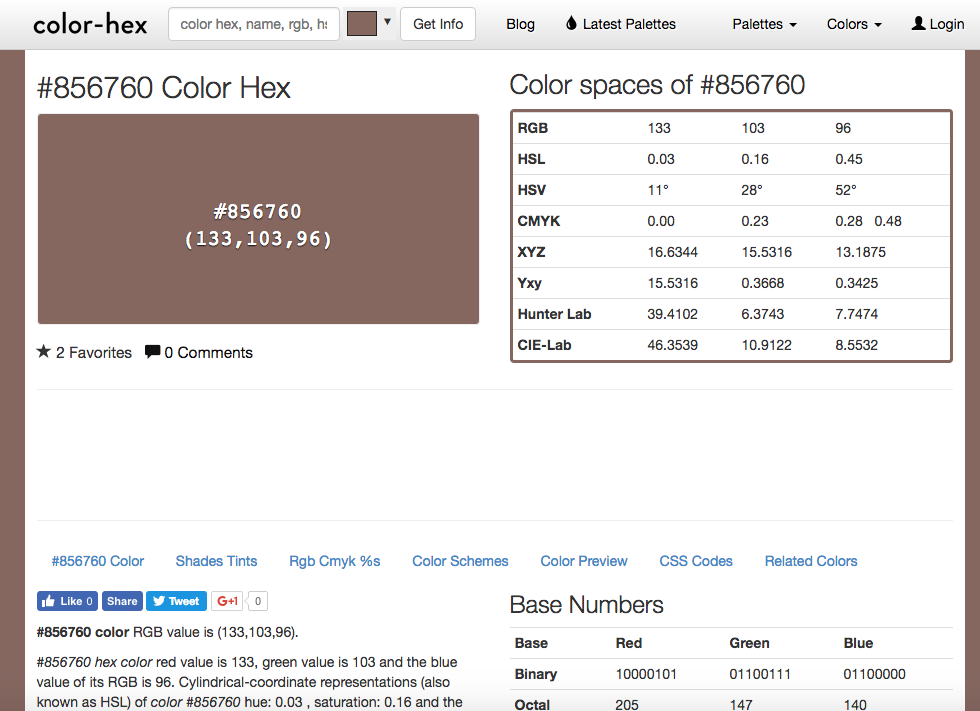 color-hex color hex, name, rgb, hs Get Info Blog Latest Palettes Palettes Colors Login
#856760 Color Hex
#856760
(133,103,96)
2 Favorites 0 Comments
Color spaces of #856760
RGB 133 103 96
HSL 0.03 0.16 0.45
HSV 11° 28° 52°
CMYK 0.00 0.23 0.28 0.48
XYZ 16.6344 15.5316 13.1875
Yxy 15.5316 0.3668 0.3425
Hunter Lab 39.4102 6.3743 7.7474
CIE-Lab 46.3539 10.9122 8.5532
#856760 Color Shades Tints Rgb Cmyk %s Color Schemes Color Preview CSS Codes Related Colors
Like 0 Share Tweet G+1 0
#856760 color RGB value is (133,103,96).
#856760 hex color red value is 133, green value is 103 and the blue
value of its RGB is 96. Cylindrical-coordinate representations (also
known as HSL) of color #856760 hue: 0.03 , saturation: 0.16 and the
Base Numbers
Base Red Green Blue
Binary 10000101 01100111 01100000
Octal 205 147 140